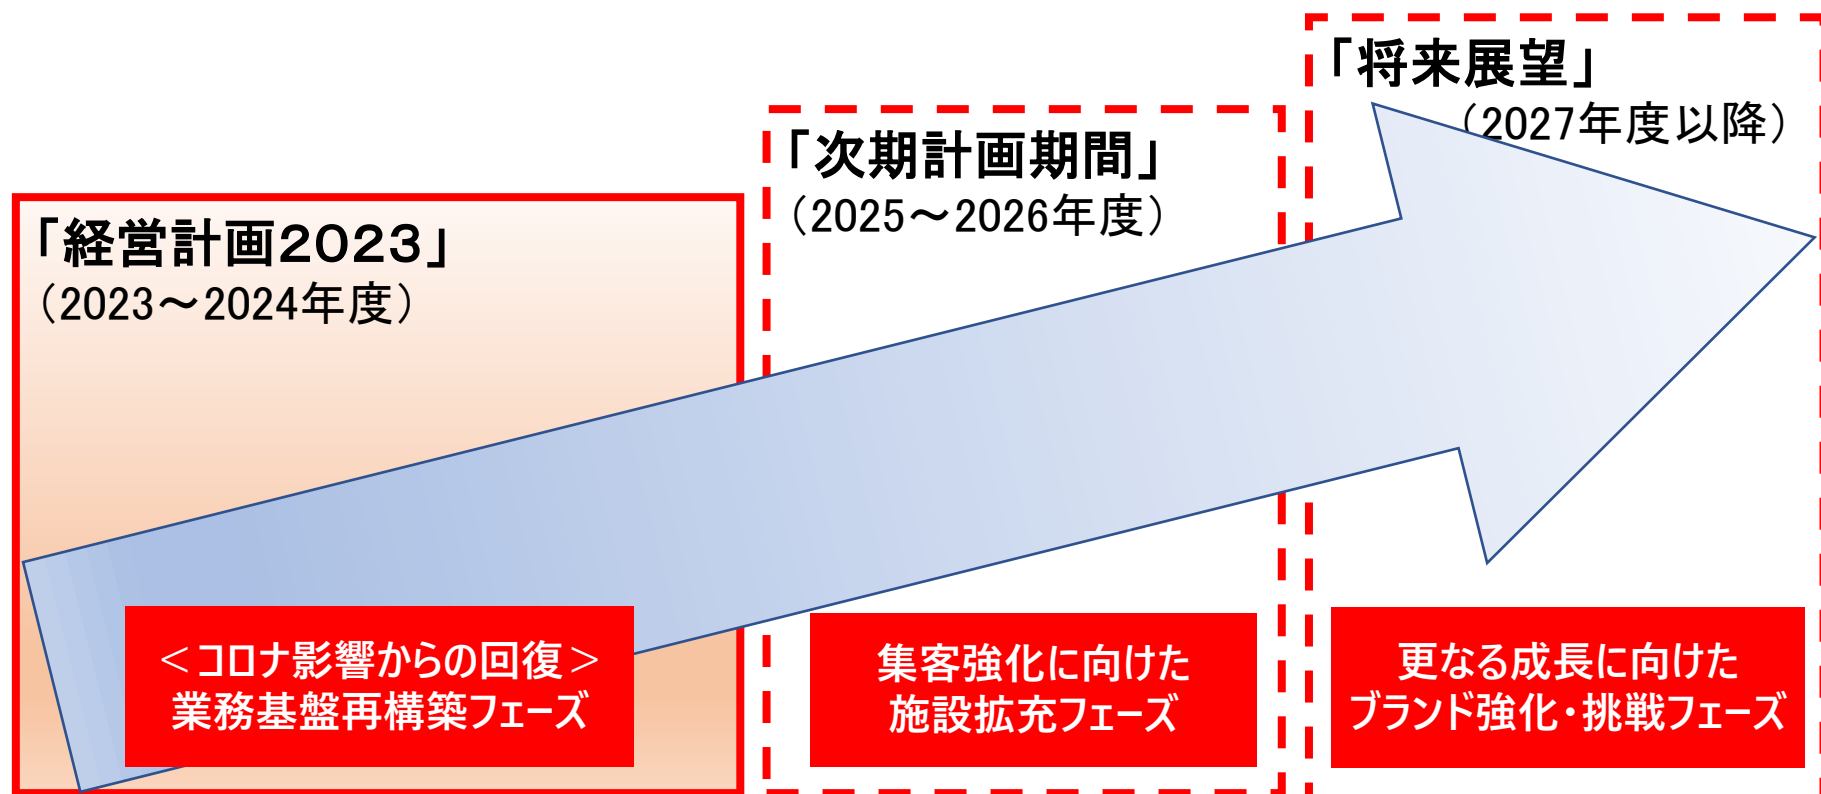 「経営計画2023」
（2023～2024年度）
＜コロナ影響からの回復＞
業務基盤再構築フェーズ
「次期計画期間」
（2025～2026年度）
集客強化に向けた
施設拡充フェーズ
「将来展望」
（2027年度以降）
更なる成長に向けた
ブランド強化・挑戦フェーズ